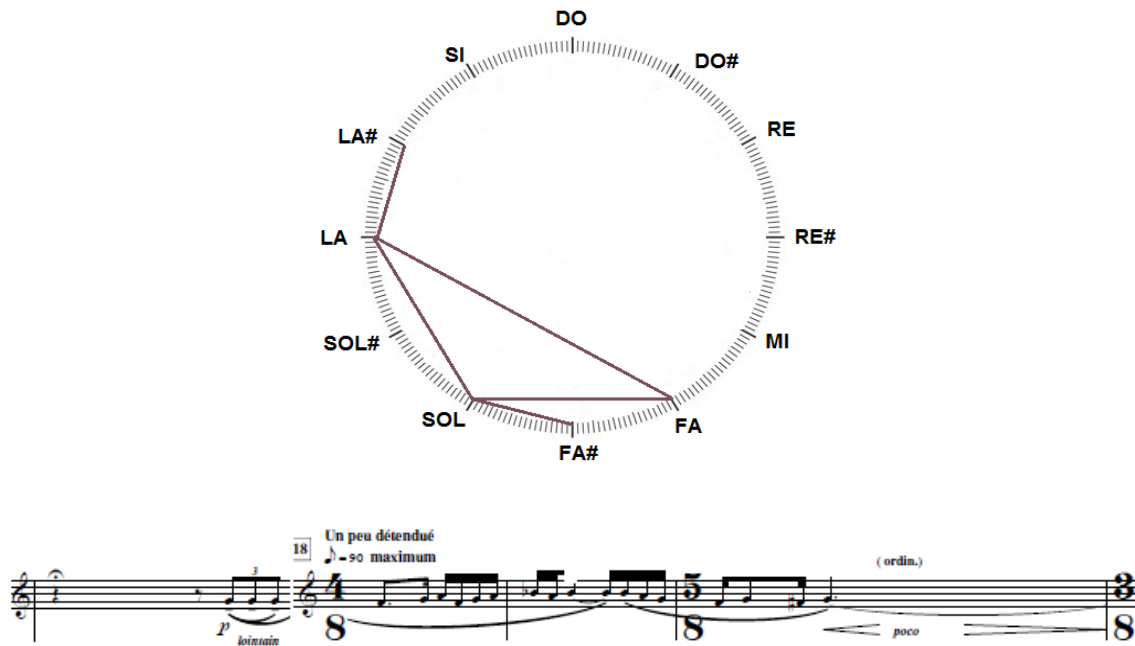 DO
SI
DO#
LA#
RE
LA
RE#
SOL#
MI
SOL
FA
FA#
18
Un peu détendué
♪=90 maximum
3
(ordin.)
4
8
5
8
3
8
p
lointain
poco